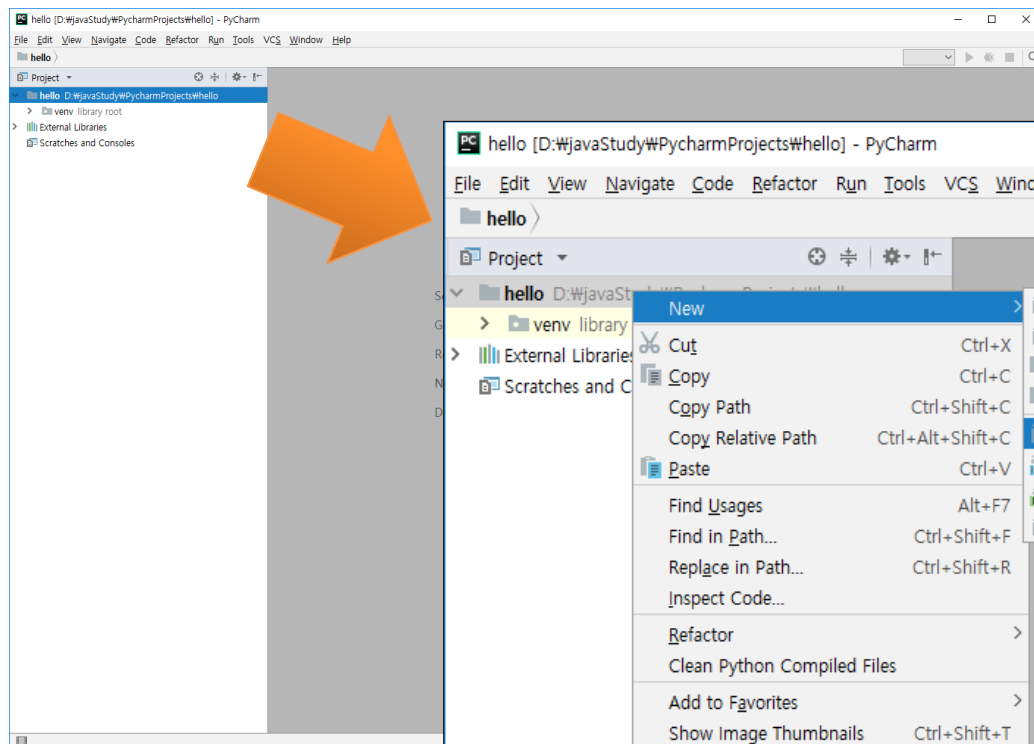 PC hello [D:₩javaStudy₩PycharmProjects₩hello] - PyCharm
File Edit View Navigate Code Refactor Run Tools VCS Window Help
hello
Project
hello D:₩javaStudy₩PycharmProjects₩hello
venv library root
External Libraries
Scratches and Consoles
PC hello [D:₩javaStudy₩PycharmProjects₩hello] - PyCharm
File Edit View Navigate Code Refactor Run Tools VCS
hello
Project
hello
venv library
External Libraries
Scratches and C
New
Cut Ctrl+X
Copy Ctrl+C
Copy Path Ctrl+Shift+C
Copy Relative Path Ctrl+Alt+Shift+C
Paste Ctrl+V
Find Usages Alt+F7
Find in Path... Ctrl+Shift+F
Replace in Path... Ctrl+Shift+R
Inspect Code...
Refactor
Clean Python Compiled Files
Add to Favorites
Show Image Thumbnails Ctrl+Shift+T